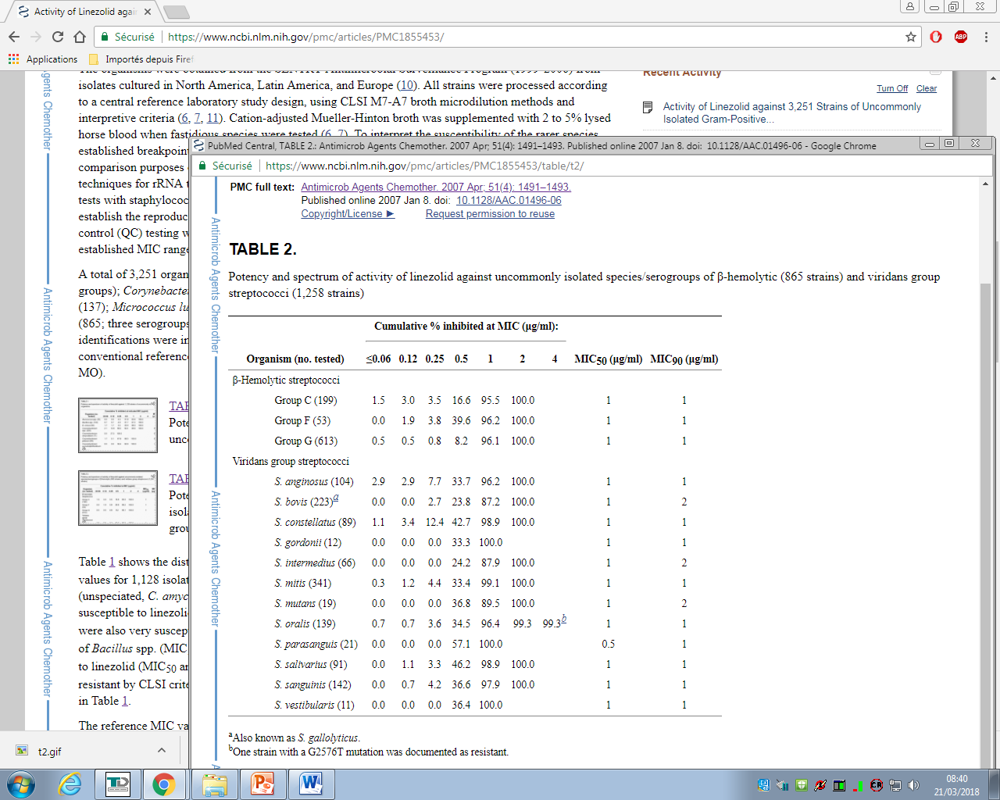 Activity of Linezolid agai
Sécurisé https://www.ncbi.nlm.nih.gov/pmc/articles/PMC1855453/
ABP
Applications Importés depuis Firef
isolates cultured in North America, Latin America, and Europe (10). All strains were processed according
to a central reference laboratory study design, using CLSI M7-A7 broth microdilution methods and
interpretive criteria (6, 7, 11). Cation-adjusted Mueller-Hinton broth was supplemented with 2 to 5% lysed
horse blood when fastidious species were tested (6, 7). To interpret the susceptibility of the rarer species,
established breakpoin
comparison purposes
techniques for rRNA t
tests with staphylococ
establish the reproduc
control (QC) testing w
established MIC range
A total of 3,251 organ
groups); Corynebacter
(137); Micrococcus lu
(865; three serogroups
identifications were in
conventional reference
MO).
TAB
Pote
unco
TAB
Pote
isola
grou
Table 1 shows the dist
values for 1,128 isolat
(unspeciated, C. amyc
susceptible to linezoli
were also very suscep
of Bacillus spp. (MIC
to linezolid (MIC50 an
resistant by CLSI crite
in Table 1.
The reference MIC va
gents Chemother
Antimicrob Agents Chemother
Antimicrob Agents Chemother
Recent Activity
Turn Off Clear
Activity of Linezolid against 3,251 Strains of Uncommonly
Isolated Gram-Positive...
PubMed Central, TABLE 2.: Antimicrob Agents Chemother. 2007 Apr; 51(4): 1491–1493. Published online 2007 Jan 8. doi: 10.1128/AAC.01496-06 - Google Chrome
Sécurisé https://www.ncbi.nlm.nih.gov/pmc/articles/PMC1855453/table/t2/
PMC full text: Antimicrob Agents Chemother. 2007 Apr; 51(4): 1491–1493.
Published online 2007 Jan 8. doi: 10.1128/AAC.01496-06
Copyright/License ► Request permission to reuse
Antimicrob Agents Chemother
Antimicrob Agents Chemother
TABLE 2.
Potency and spectrum of activity of linezolid against uncommonly isolated species/serogroups of β-hemolytic (865 strains) and viridans group
streptococci (1,258 strains)
Cumulative % inhibited at MIC (μg/ml):
Organism (no. tested) ≤0.06 0.12 0.25 0.5 1 2 4 MIC50 (μg/ml) MIC90 (μg/ml)
β-Hemolytic streptococci
Group C (199) 1.5 3.0 3.5 16.6 95.5 100.0 1 1
Group F (53) 0.0 1.9 3.8 39.6 96.2 100.0 1 1
Group G (613) 0.5 0.5 0.8 8.2 96.1 100.0 1 1
Viridans group streptococci
S. anginosus (104) 2.9 2.9 7.7 33.7 96.2 100.0 1 1
S. bovis (223)a 0.0 0.0 2.7 23.8 87.2 100.0 1 2
S. constellatus (89) 1.1 3.4 12.4 42.7 98.9 100.0 1 1
S. gordonii (12) 0.0 0.0 0.0 33.3 100.0 1 1
S. intermedius (66) 0.0 0.0 0.0 24.2 87.9 100.0 1 2
S. mitis (341) 0.3 1.2 4.4 33.4 99.1 100.0 1 1
S. mutans (19) 0.0 0.0 0.0 36.8 89.5 100.0 1 2
S. oralis (139) 0.7 0.7 3.6 34.5 96.4 99.3 99.3b 1 1
S. parasanguis (21) 0.0 0.0 0.0 57.1 100.0 0.5 1
S. salivarius (91) 0.0 1.1 3.3 46.2 98.9 100.0 1 1
S. sanguinis (142) 0.0 0.7 4.2 36.6 97.9 100.0 1 1
S. vestibularis (11) 0.0 0.0 0.0 36.4 100.0 1 1
aAlso known as S. gallolyticus.
bOne strain with a G2576T mutation was documented as resistant.
t2.gif
08:40
21/03/2018